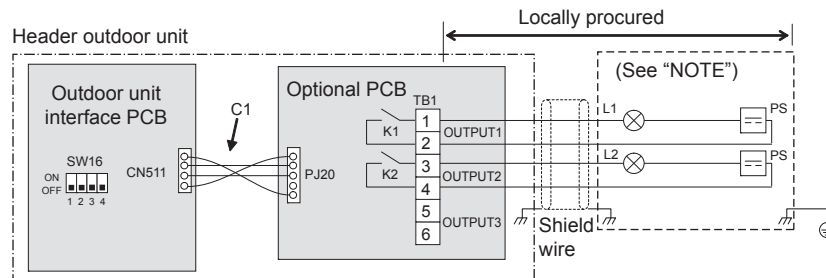 Locally procured
Header outdoor unit
(See “NOTE”)
Outdoor unit
interface PCB
C1
Optional PCB
TB1
L1
PS
1
K1
OUTPUT1
2
SW16
ON
OFF
1 2 3 4
CN511
PJ20
3
L2
PS
K2
OUTPUT2
4
5
OUTPUT3
6
Shield
wire